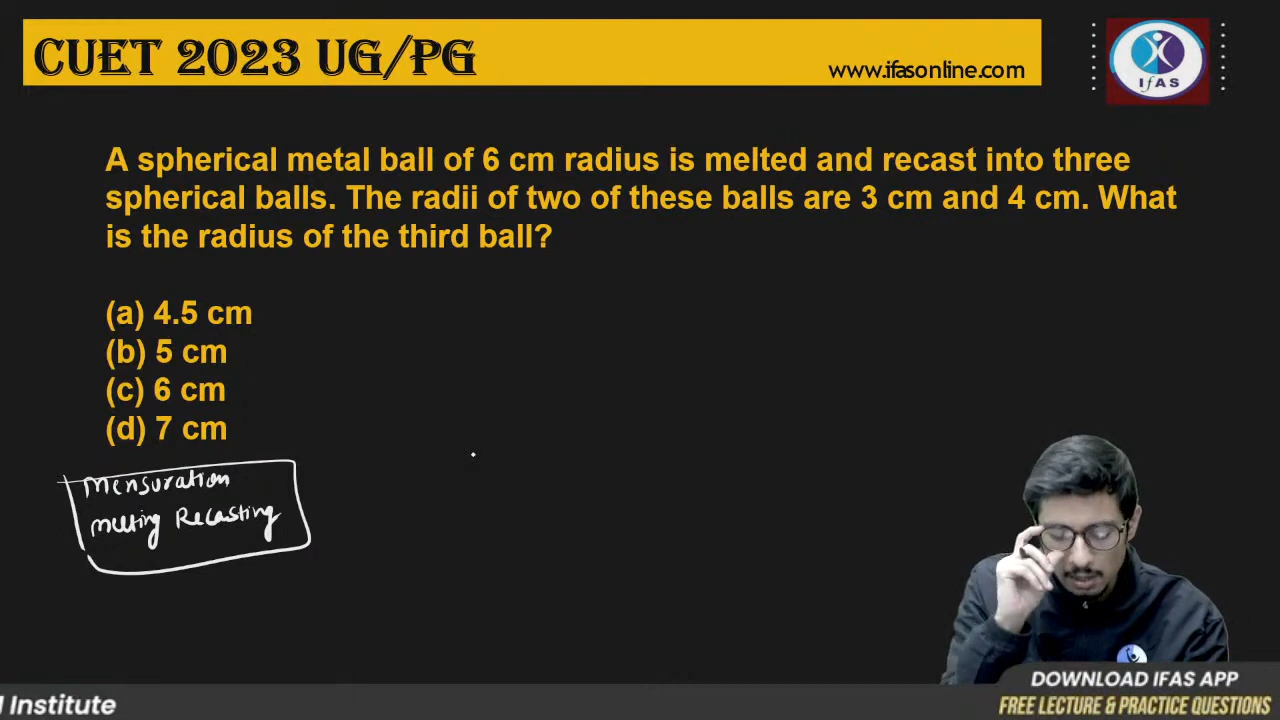 CUET 2023 UG/PG
www.ifasonline.com
IfAS
A spherical metal ball of 6 cm radius is melted and recast into three
spherical balls. The radii of two of these balls are 3 cm and 4 cm. What
is the radius of the third ball?
(a) 4.5 cm
(b) 5 cm
(c) 6 cm
(d) 7 cm
Mensuration
Melting Recasting
DOWNLOAD IFAS APP
Institute
FREE LECTURE & PRACTICE QUESTIONS